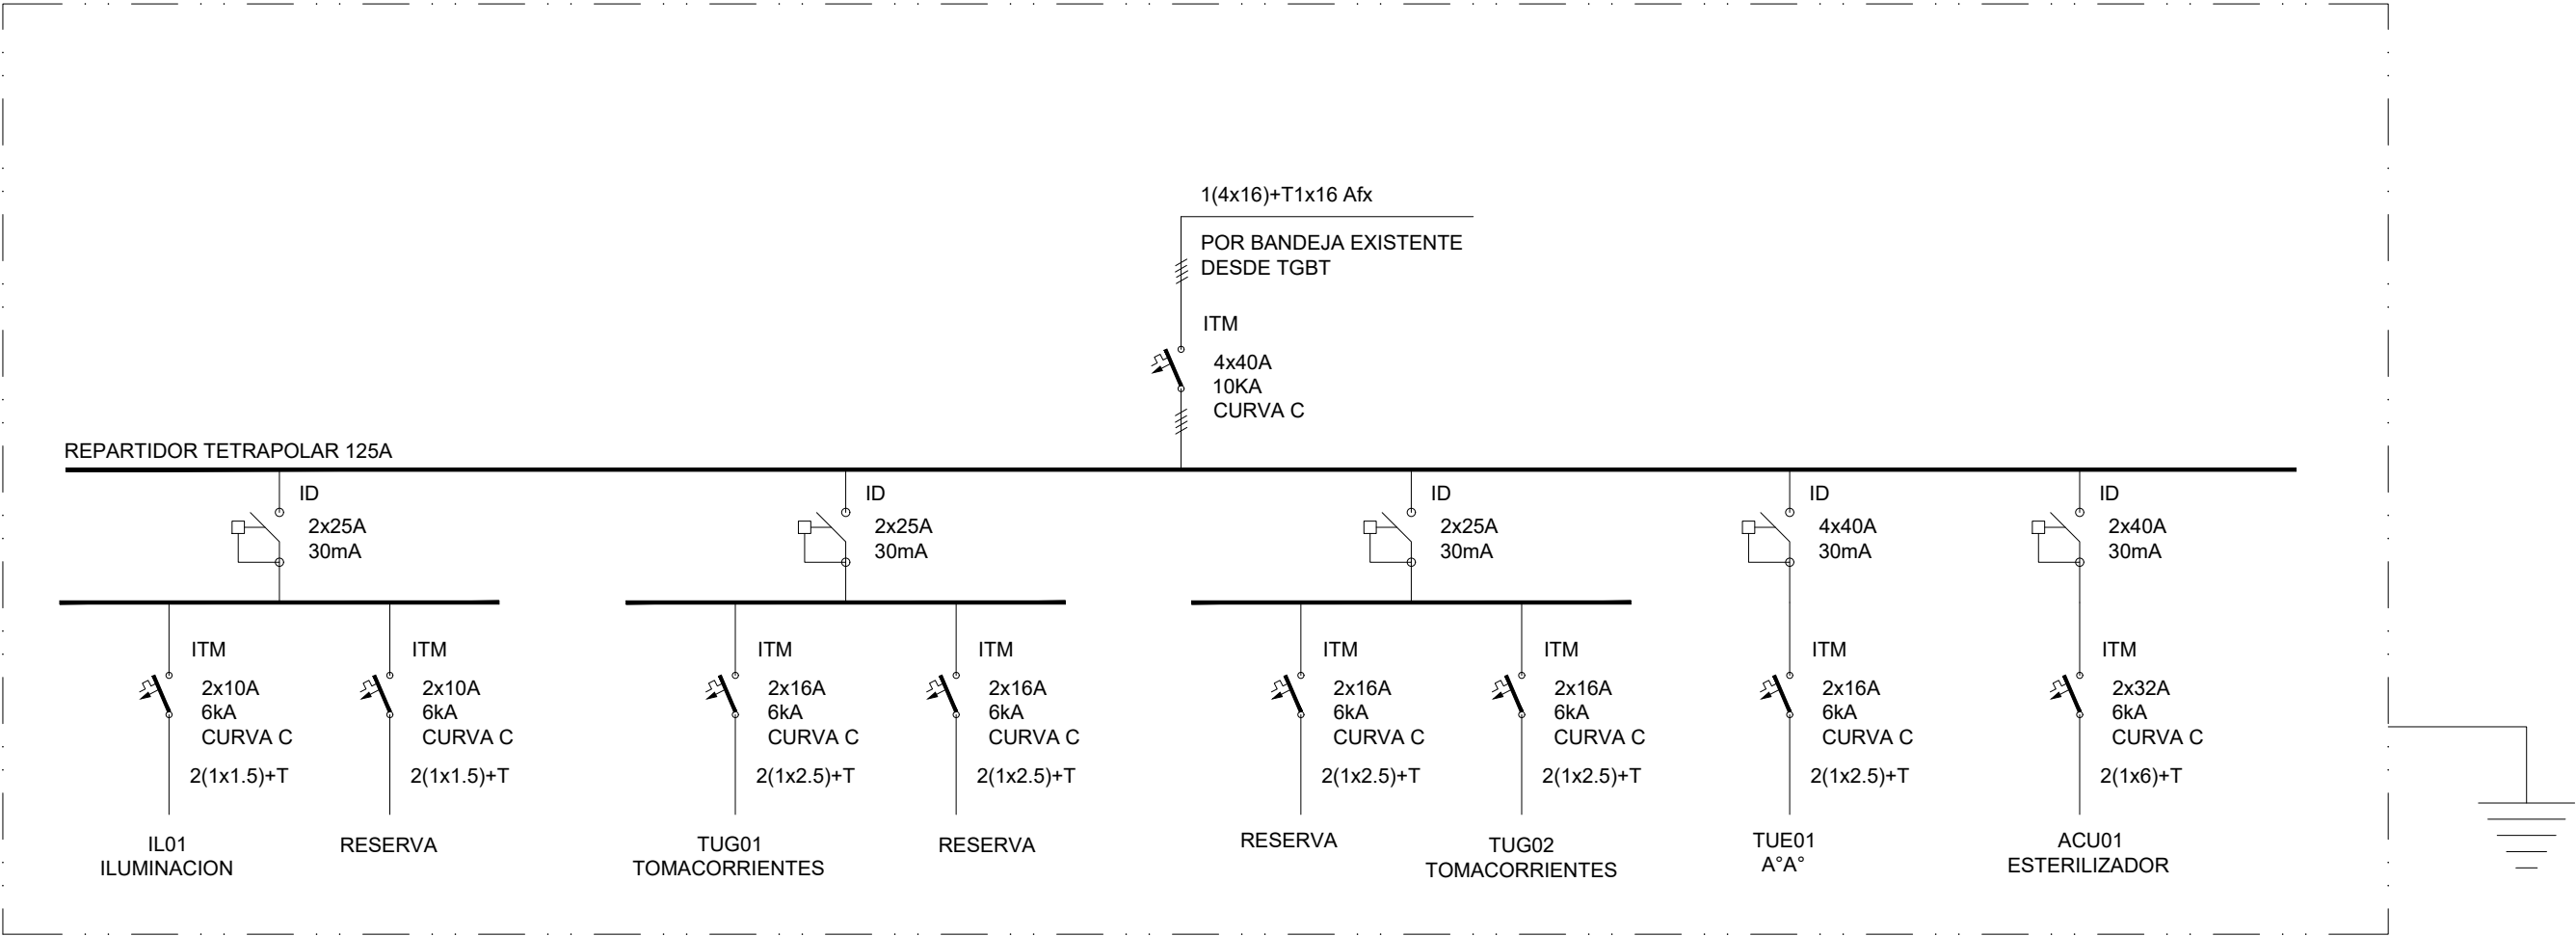 1(4x16)+T1x16 Afx
POR BANDEJA EXISTENTE
DESDE TGBT
ITM
4x40A
10KA
CURVA C
REPARTIDOR TETRAPOLAR 125A
ID
2x25A
30mA
ID
2x25A
30mA
ID
2x25A
30mA
ID
4x40A
30mA
ID
2x40A
30mA
ITM
2x10A
6kA
CURVA C
2(1x1.5)+T
IL01
ILUMINACION
ITM
2x10A
6kA
CURVA C
2(1x1.5)+T
RESERVA
ITM
2x16A
6kA
CURVA C
2(1x2.5)+T
TUG01
TOMACORRIENTES
ITM
2x16A
6kA
CURVA C
2(1x2.5)+T
RESERVA
ITM
2x16A
6kA
CURVA C
2(1x2.5)+T
RESERVA
ITM
2x16A
6kA
CURVA C
2(1x2.5)+T
TUG02
TOMACORRIENTES
ITM
2x16A
6kA
CURVA C
2(1x2.5)+T
TUE01
A°A°
ITM
2x32A
6kA
CURVA C
2(1x6)+T
ACU01
ESTERILIZADOR